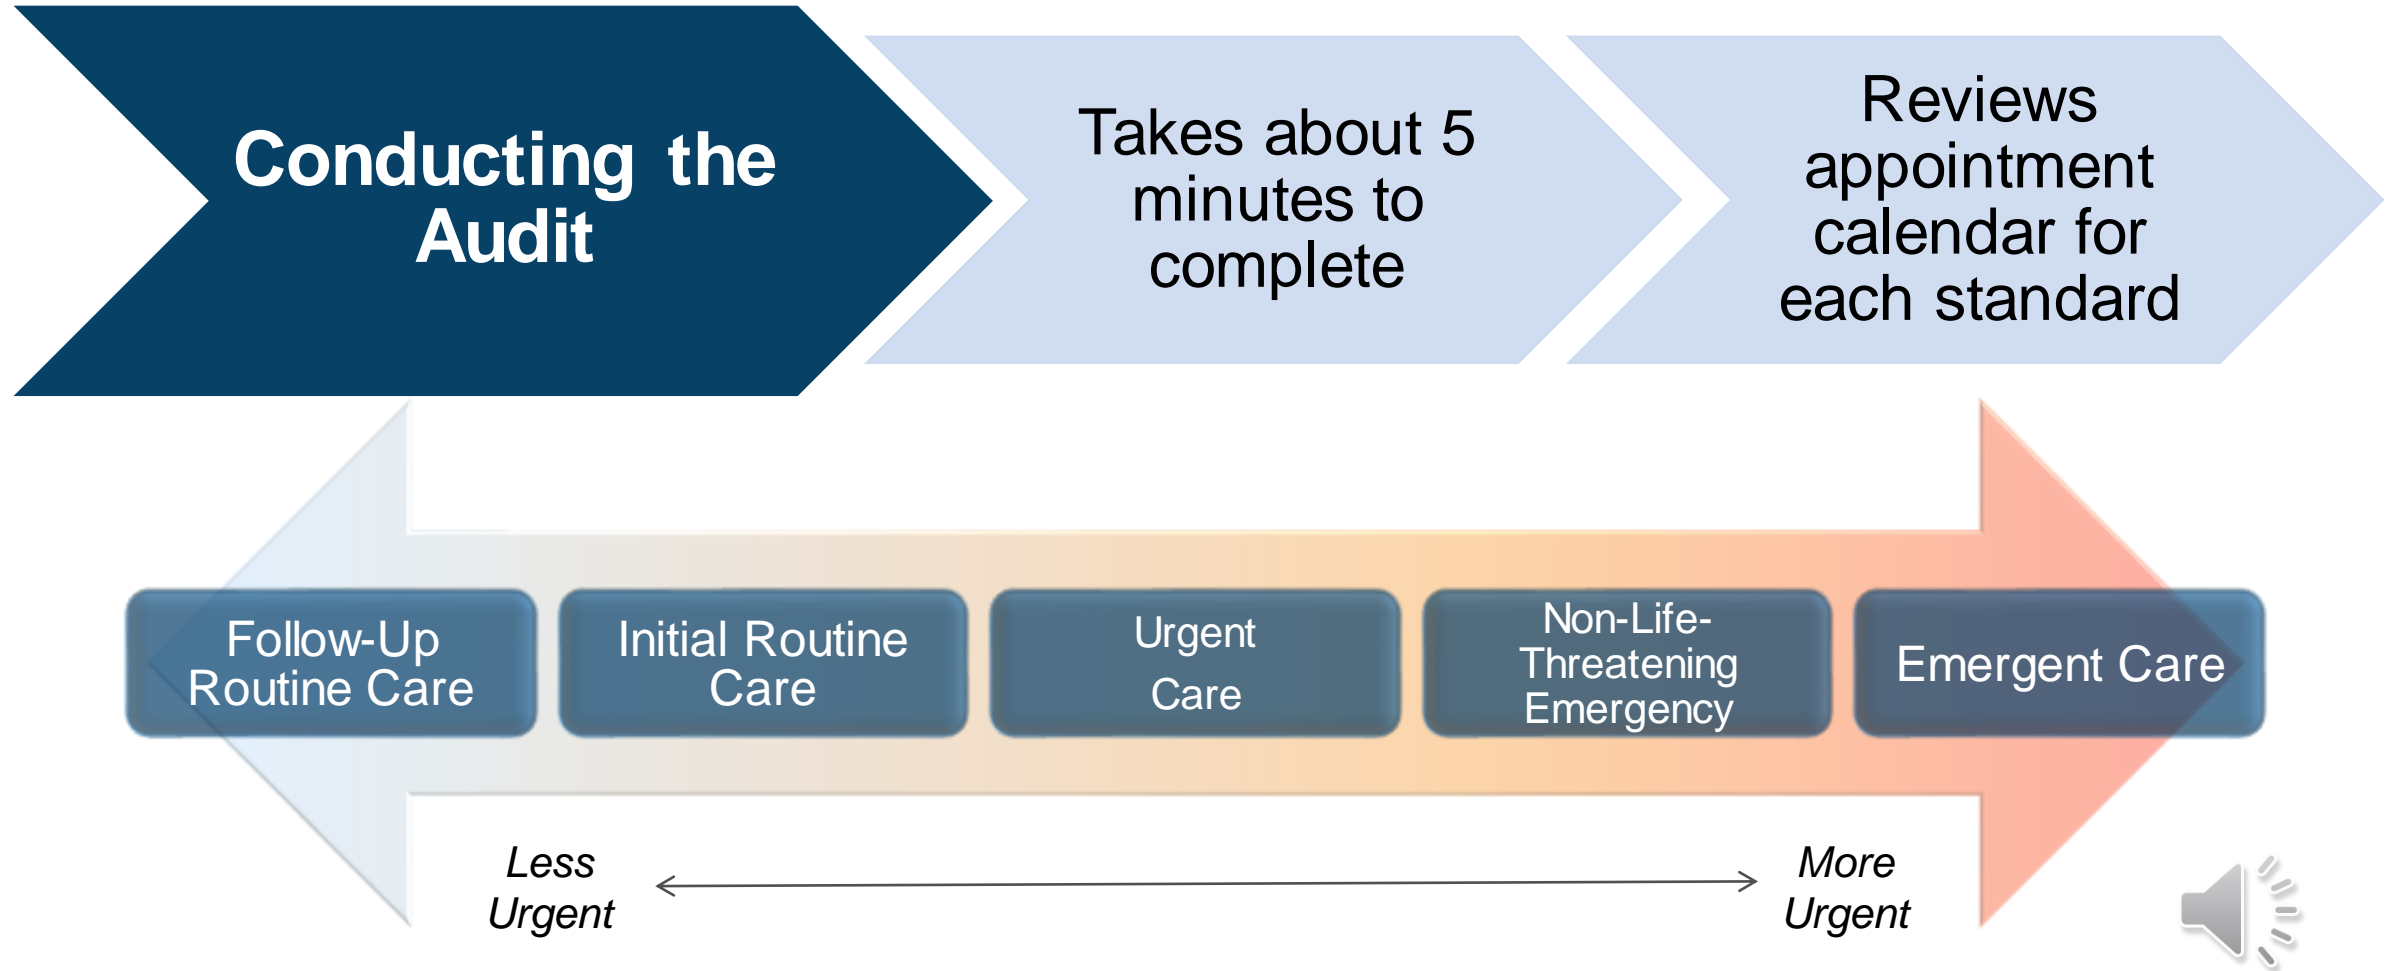 Conducting the
Audit
Takes about 5
minutes to
complete
Reviews
appointment
calendar for
each standard
Follow-Up
Routine Care
Initial Routine
Care
Urgent
Care
Non-Life-
Threatening
Emergency
Emergent Care
Less
Urgent
More
Urgent